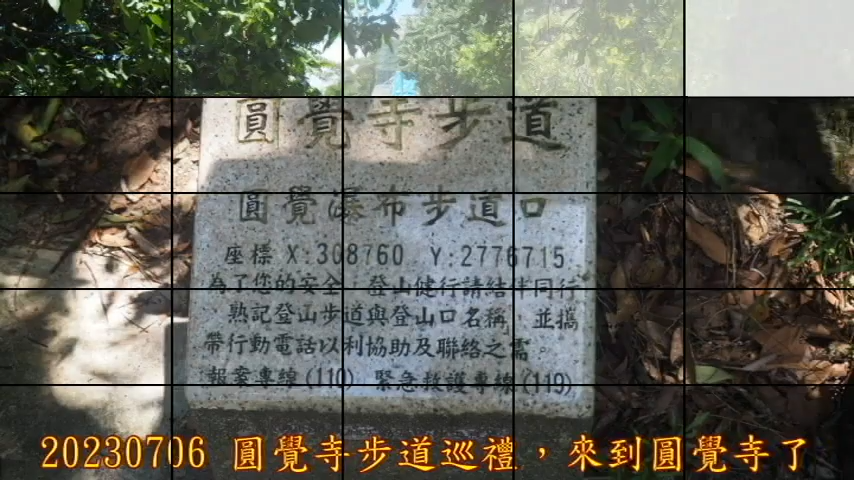 圓覺寺步道
圓覺瀑布步道口
座標 X:308760 Y:2776715
為了您的安全，登山健行請結伴同行
熟記登山步道與登山口名稱，並攜
帶行動電話以利協助及聯絡之需。
報案專線(110) 緊急救護專線(119)
20230706 圓覺寺步道巡禮，來到圓覺寺了